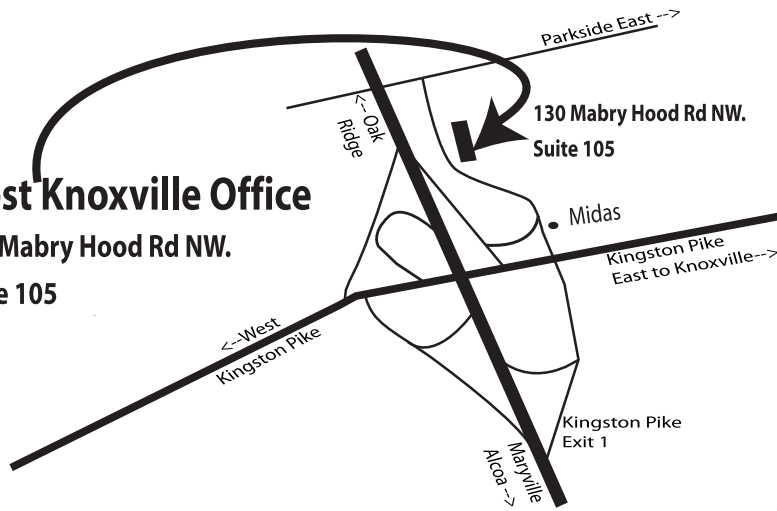 Parkside East -->
<-- Oak
Ridge
130 Mabry Hood Rd NW.
Suite 105
st Knoxville Office
Mabry Hood Rd NW.
e 105
Midas
Kingston Pike
East to Knoxville-->
<--West
Kingston Pike
Kingston Pike
Exit 1
Maryville
Alcoa -->